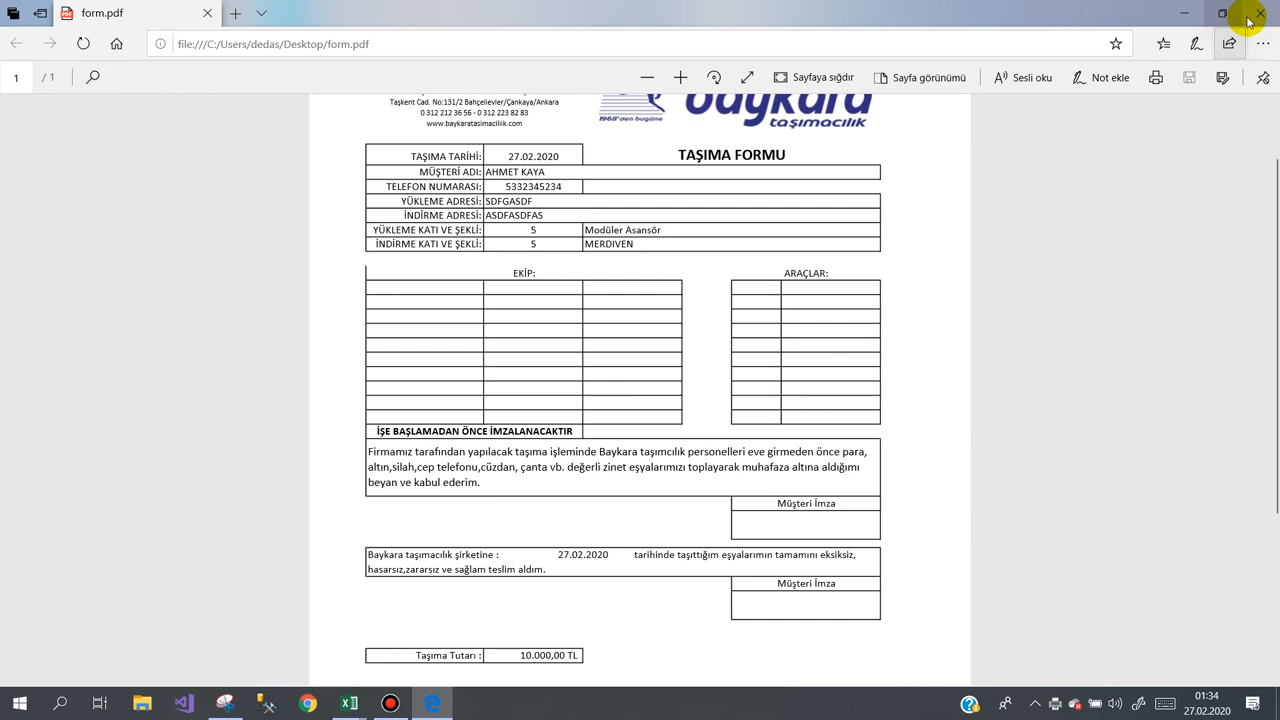 form.pdf
file:///C:/Users/dedas/Desktop/form.pdf
1 / 1
Sayfaya sığdır
Sayfa görünümü
Sesli oku
Not ekle
Taşkent Cad. No:131/2 Bahçelievler/Çankaya/Ankara
0 312 212 36 56 - 0 312 223 82 83
www.baykaratasimacilik.com
1968'den bugüne
baykara
taşımacılık
TAŞIMA TARİHİ: 27.02.2020
TAŞIMA FORMU
MÜŞTERİ ADI: AHMET KAYA
TELEFON NUMARASI: 5332345234
YÜKLEME ADRESİ: SDFGASDF
İNDİRME ADRESİ: ASDFASDFAS
YÜKLEME KATI VE ŞEKLİ: 5 Modüler Asansör
İNDİRME KATI VE ŞEKLİ: 5 MERDIVEN
EKİP:
ARAÇLAR:
İŞE BAŞLAMADAN ÖNCE İMZALANACAKTIR
Firmamız tarafından yapılacak taşıma işleminde Baykara taşımcılık personelleri eve girmeden önce para,
altın,silah,cep telefonu,cüzdan, çanta vb. değerli zinet eşyalarımızı toplayarak muhafaza altına aldığımı
beyan ve kabul ederim.
Müşteri İmza
Baykara taşımacılık şirketine : 27.02.2020 tarihinde taşıttığım eşyalarımın tamamını eksiksiz,
hasarsız,zararsız ve sağlam teslim aldım.
Müşteri İmza
Taşıma Tutarı : 10.000,00 TL
01:34
27.02.2020